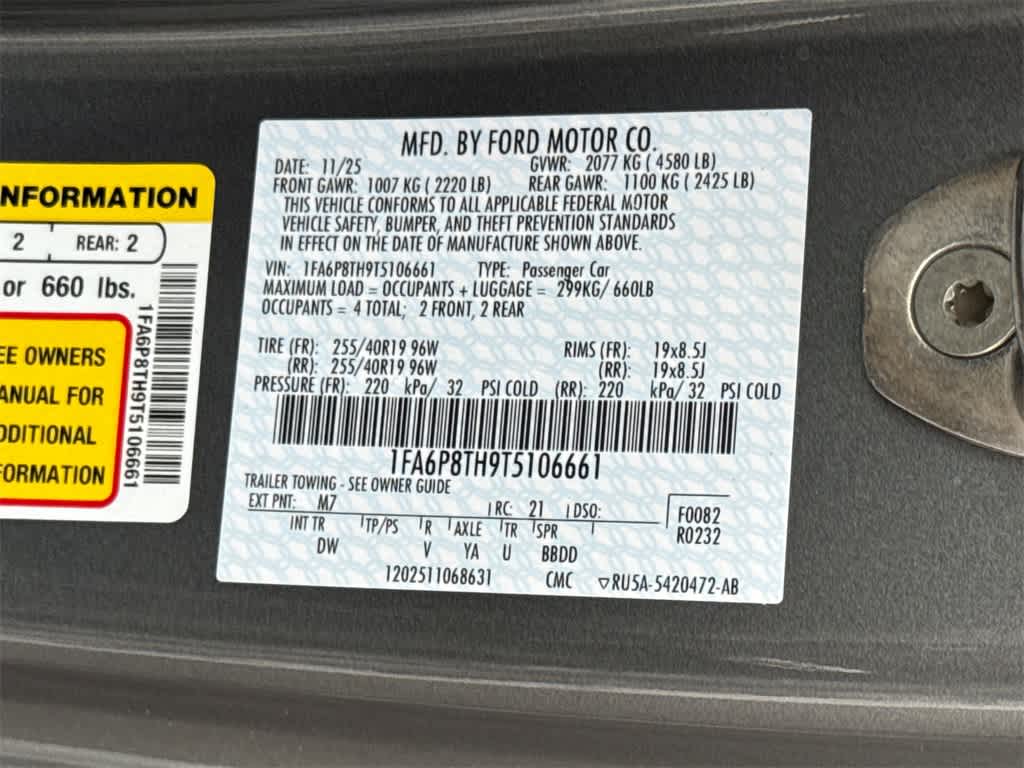 MFD. BY FORD MOTOR CO.
DATE: 11/25 GVWR: 2077 KG ( 4580 LB)
FRONT GAWR: 1007 KG ( 2220 LB) REAR GAWR: 1100 KG ( 2425 LB)
THIS VEHICLE CONFORMS TO ALL APPLICABLE FEDERAL MOTOR
VEHICLE SAFETY, BUMPER, AND THEFT PREVENTION STANDARDS
IN EFFECT ON THE DATE OF MANUFACTURE SHOWN ABOVE.
VIN: 1FA6P8TH9T5106661 TYPE: Passenger Car
MAXIMUM LOAD = OCCUPANTS + LUGGAGE = 299KG/ 660LB
OCCUPANTS = 4 TOTAL; 2 FRONT, 2 REAR
TIRE (FR): 255/40R19 96W RIMS (FR): 19x8.5J
(RR): 255/40R19 96W (RR): 19x8.5J
PRESSURE (FR): 220 kPa/ 32 PSI COLD (RR): 220 kPa/ 32 PSI COLD
1FA6P8TH9T5106661
TRAILER TOWING - SEE OWNER GUIDE
EXT PNT: M7 RC: 21 DSO:
F0082
R0232
INT TR TP/PS R AXLE TR SPR
DW V YA U BBDD
1202511068631 CMC ▽RU5A-5420472-AB
NFORMATION
2 REAR: 2
or 660 lbs.
EE OWNERS
ANUAL FOR
DDITIONAL
FORMATION
1FA6P8TH9T5106661